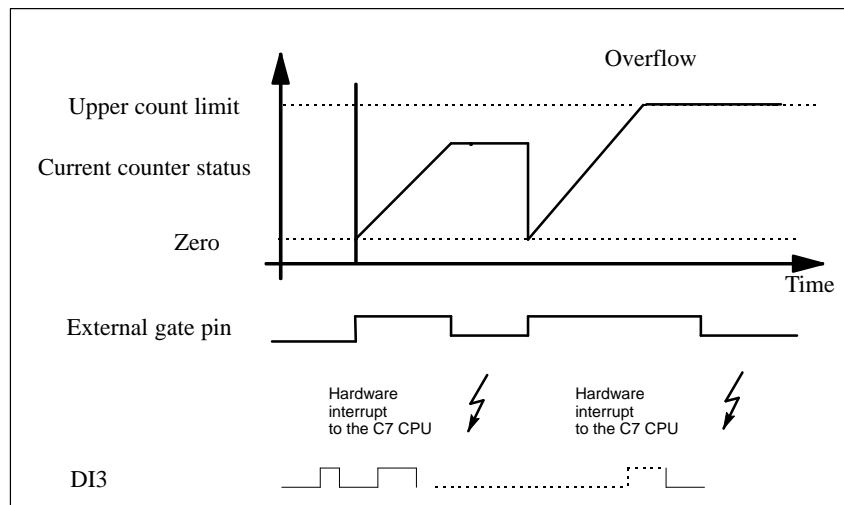 Overflow
Upper count limit
Current counter status
Zero
Time
External gate pin
Hardware
interrupt
to the C7 CPU
Hardware
interrupt
to the C7 CPU
DI3